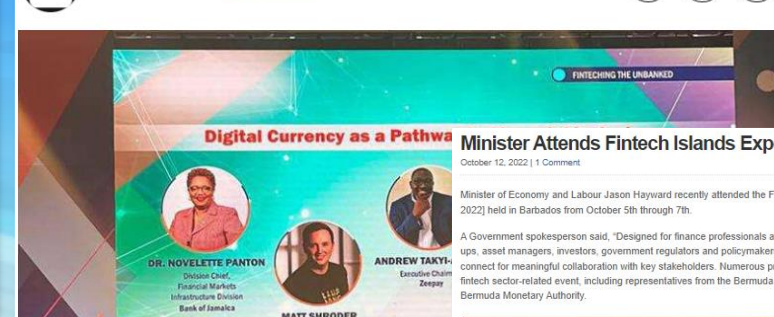 FINTECHING THE UNBANKED
Digital Currency as a Pathwa
DR. NOVELETTE PANTON
Division Chief,
Financial Markets
Infrastructure Division
Bank of Jamaica
MATT SHRODER
ANDREW TAKYI-
Executive Chairm
Zeepay
Minister Attends Fintech Islands Exp
October 12, 2022 | 1 Comment
Minister of Economy and Labour Jason Hayward recently attended the F
2022] held in Barbados from October 5th through 7th.
A Government spokesperson said, "Designed for finance professionals a
ups, asset managers, investors, government regulators and policymaker
connect for meaningful collaboration with key stakeholders. Numerous p
fintech sector-related event, including representatives from the Bermuda
Bermuda Monetary Authority.